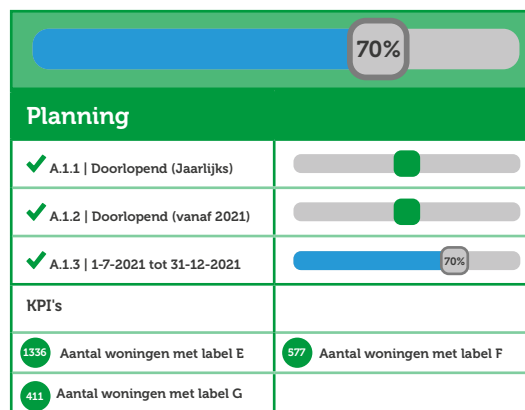 70%
Planning
A.1.1 | Doorlopend (Jaarlijks)
A.1.2 | Doorlopend (vanaf 2021)
A.1.3 | 1-7-2021 tot 31-12-2021
70%
KPI's
1336 Aantal woningen met label E
577 Aantal woningen met label F
411 Aantal woningen met label G